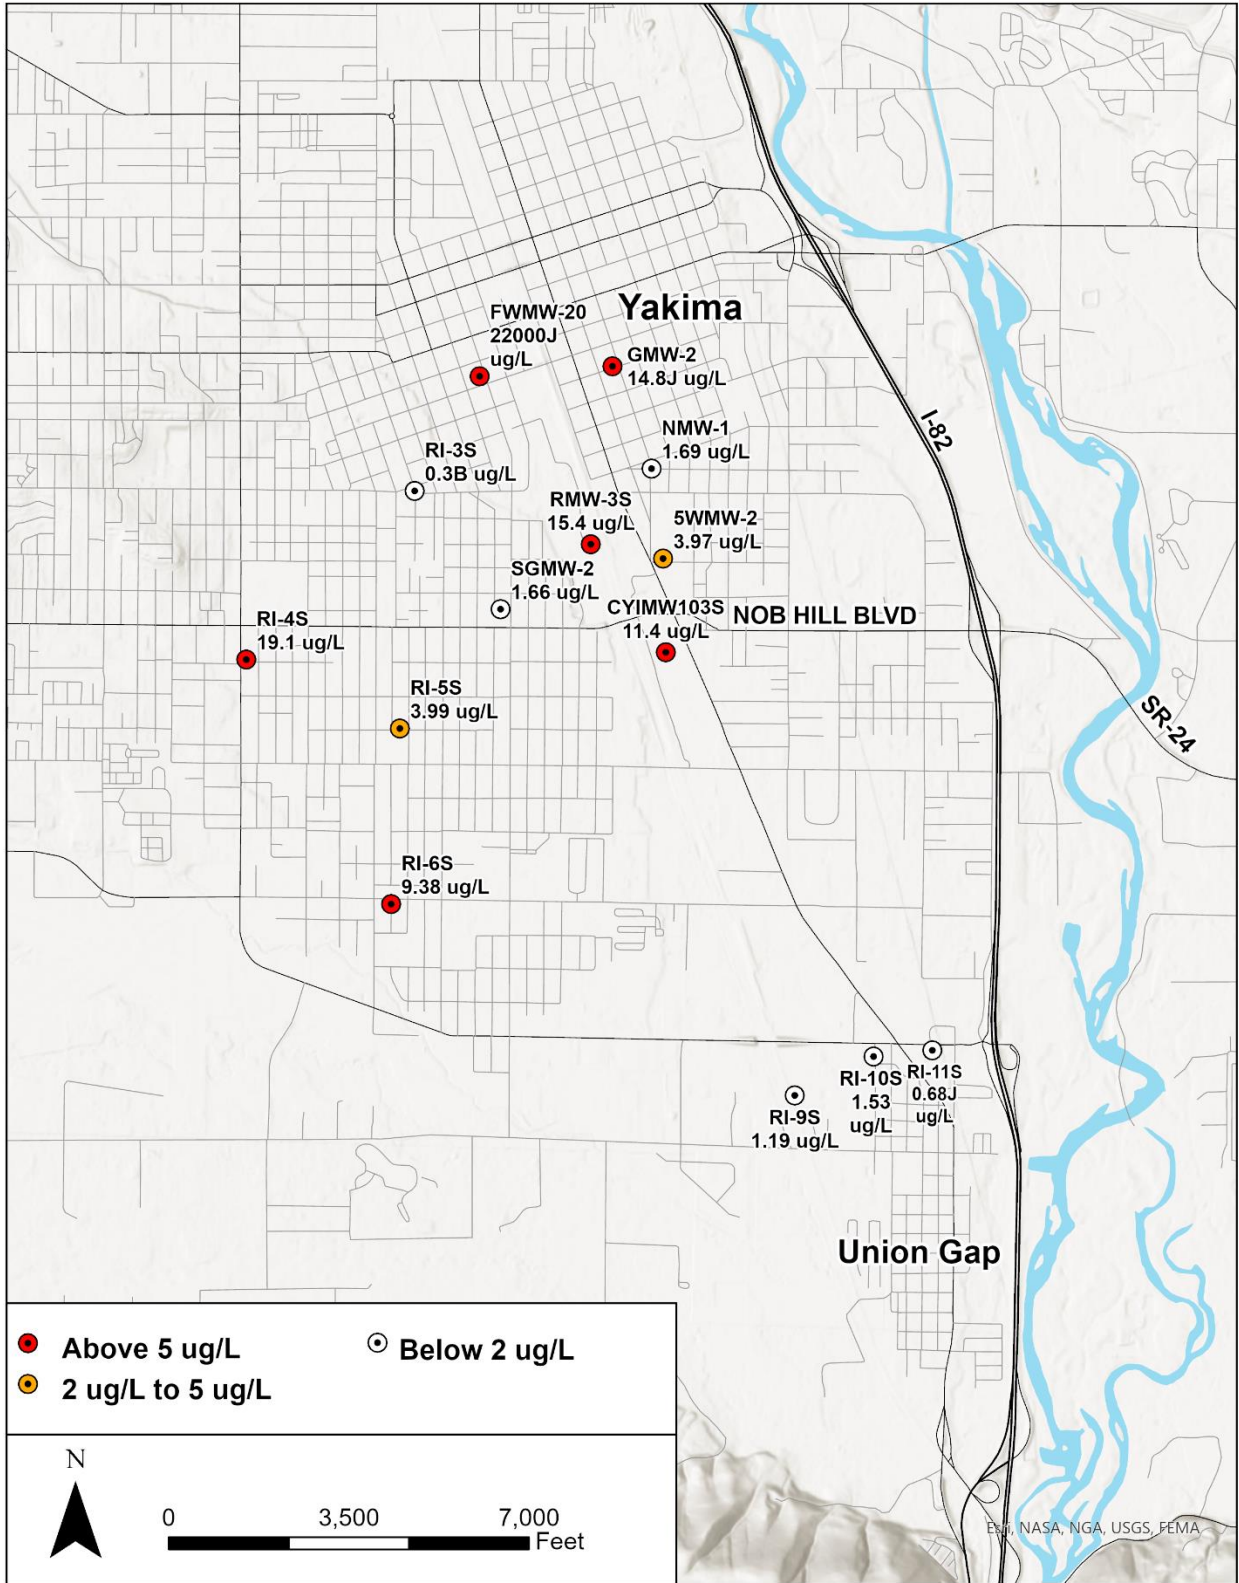 Yakima
FWMW-20
22000J
ug/L
GMW-2
14.8J ug/L
I-82
NMW-1
1.69 ug/L
RI-3S
0.3B ug/L
RMW-3S
15.4 ug/L
5WMW-2
3.97 ug/L
SGMW-2
1.66 ug/L
CYIMW103S
11.4 ug/L
NOB HILL BLVD
RI-4S
19.1 ug/L
RI-5S
3.99 ug/L
SR-24
RI-6S
9.38 ug/L
RI-9S
1.19 ug/L
RI-10S
1.53
ug/L
RI-11S
0.68J
ug/L
Union Gap
Above 5 ug/L
Below 2 ug/L
2 ug/L to 5 ug/L
N
0 3,500 7,000
Feet
Esri, NASA, NGA, USGS, FEMA